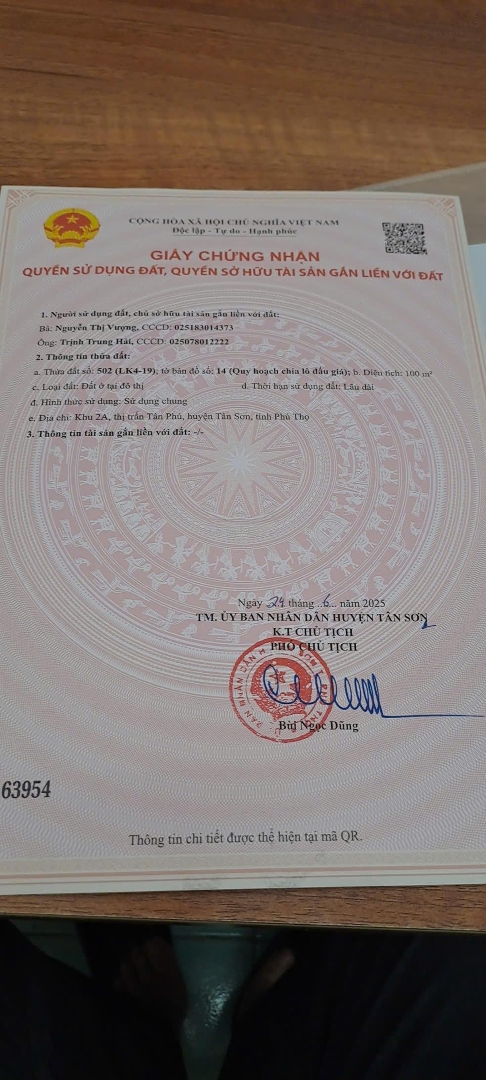 CỘNG HÒA XÃ HỘI CHỦ NGHĨA VIỆT NAM
Độc lập - Tự do - Hạnh phúc
GIẤY CHỨNG NHẬN
QUYỀN SỬ DỤNG ĐẤT, QUYỀN SỞ HỮU TÀI SẢN GẮN LIỀN VỚI ĐẤT
1. Người sử dụng đất, chủ sở hữu tài sản gắn liền với đất:
Bà: Nguyễn Thị Vượng, CCCD: 025183014373
Ông: Trịnh Trung Hải, CCCD: 025078012222
2. Thông tin thửa đất:
a. Thửa đất số: 502 (LK4-19); tờ bản đồ số: 14 (Quy hoạch chia lô đấu giá); b. Diện tích: 100 m²
c. Loại đất: Đất ở tại đô thị d. Thời hạn sử dụng đất: Lâu dài
đ. Hình thức sử dụng: Sử dụng chung
e. Địa chỉ: Khu 2A, thị trấn Tân Phú, huyện Tân Sơn, tỉnh Phú Thọ
3. Thông tin tài sản gắn liền với đất: -/-
Ngày 24 tháng 6 năm 2025
TM. ỦY BAN NHÂN DÂN HUYỆN TÂN SƠN
K.T CHỦ TỊCH
PHÓ CHỦ TỊCH
Bùi Ngọc Dũng
63954
Thông tin chi tiết được thể hiện tại mã QR.